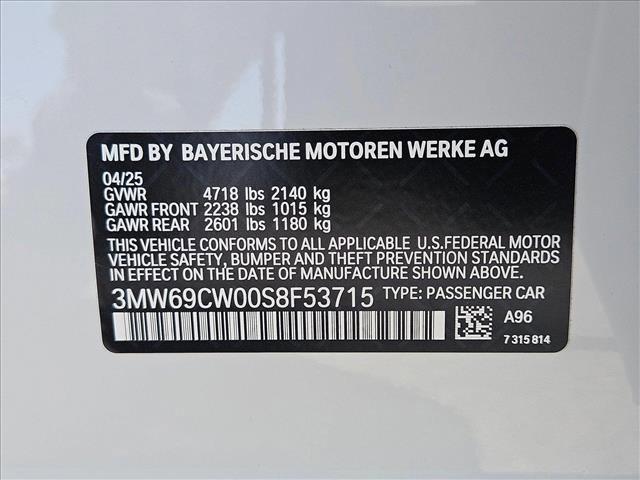 MFD BY BAYERISCHE MOTOREN WERKE AG
04/25
GVWR 4718 lbs 2140 kg
GAWR FRONT 2238 lbs 1015 kg
GAWR REAR 2601 lbs 1180 kg
THIS VEHICLE CONFORMS TO ALL APPLICABLE U.S.FEDERAL MOTOR
VEHICLE SAFETY, BUMPER AND THEFT PREVENTION STANDARDS
IN EFFECT ON THE DATE OF MANUFACTURE SHOWN ABOVE.
3MW69CW00S8F53715 TYPE: PASSENGER CAR
A96
7 315 814